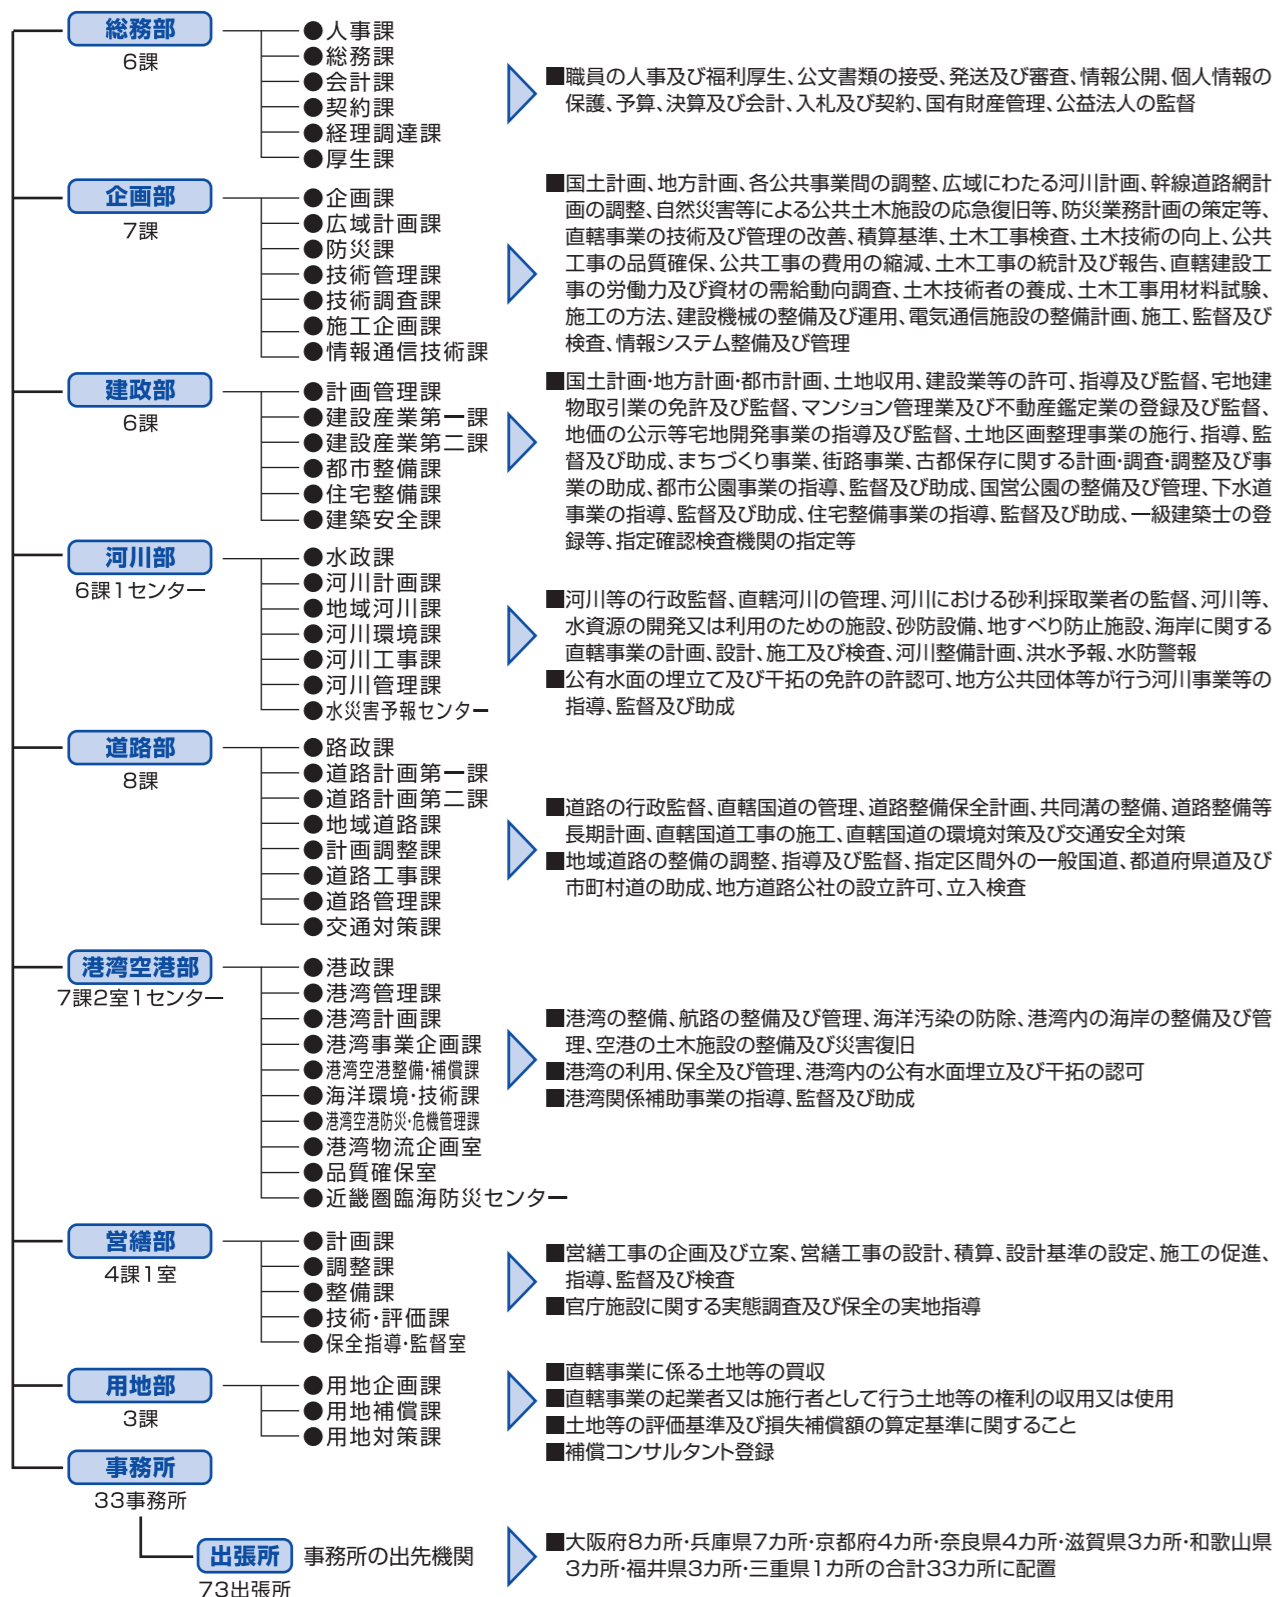 総務部
6課
●人事課
●総務課
●会計課
●契約課
●経理調達課
●厚生課
■職員の人事及び福利厚生、公文書類の接受、発送及び審査、情報公開、個人情報の
保護、予算、決算及び会計、入札及び契約、国有財産管理、公益法人の監督
企画部
7課
●企画課
●広域計画課
●防災課
●技術管理課
●技術調査課
●施工企画課
●情報通信技術課
■国土計画、地方計画、各公共事業間の調整、広域にわたる河川計画、幹線道路網計
画の調整、自然災害等による公共土木施設の応急復旧等、防災業務計画の策定等、
直轄事業の技術及び管理の改善、積算基準、土木工事検査、土木技術の向上、公共
工事の品質確保、公共工事の費用の縮減、土木工事の統計及び報告、直轄建設工
事の労働力及び資材の需給動向調査、土木技術者の養成、土木工事用材料試験、
施工の方法、建設機械の整備及び運用、電気通信施設の整備計画、施工、監督及び
検査、情報システム整備及び管理
建政部
6課
●計画管理課
●建設産業第一課
●建設産業第二課
●都市整備課
●住宅整備課
●建築安全課
■国土計画・地方計画・都市計画、土地収用、建設業等の許可、指導及び監督、宅地建
物取引業の免許及び監督、マンション管理業及び不動産鑑定業の登録及び監督、
地価の公示等宅地開発事業の指導及び監督、土地区画整理事業の施行、指導、監
督及び助成、まちづくり事業、街路事業、古都保存に関する計画・調査・調整及び事
業の助成、都市公園事業の指導、監督及び助成、国営公園の整備及び管理、下水道
事業の指導、監督及び助成、住宅整備事業の指導、監督及び助成、一級建築士の登
録等、指定確認検査機関の指定等
河川部
6課1センター
●水政課
●河川計画課
●地域河川課
●河川環境課
●河川工事課
●河川管理課
●水災害予報センター
■河川等の行政監督、直轄河川の管理、河川における砂利採取業者の監督、河川等、
水資源の開発又は利用のための施設、砂防設備、地すべり防止施設、海岸に関する
直轄事業の計画、設計、施工及び検査、河川整備計画、洪水予報、水防警報
■公有水面の埋立て及び干拓の免許の許認可、地方公共団体等が行う河川事業等の
指導、監督及び助成
道路部
8課
●路政課
●道路計画第一課
●道路計画第二課
●地域道路課
●計画調整課
●道路工事課
●道路管理課
●交通対策課
■道路の行政監督、直轄国道の管理、道路整備保全計画、共同溝の整備、道路整備等
長期計画、直轄国道工事の施工、直轄国道の環境対策及び交通安全対策
■地域道路の整備の調整、指導及び監督、指定区間外の一般国道、都道府県道及び
市町村道の助成、地方道路公社の設立許可、立入検査
港湾空港部
7課2室1センター
●港政課
●港湾管理課
●港湾計画課
●港湾事業企画課
●港湾空港整備・補償課
●海洋環境・技術課
●港湾空港防災・危機管理課
●港湾物流企画室
●品質確保室
●近畿圏臨海防災センター
■港湾の整備、航路の整備及び管理、海洋汚染の防除、港湾内の海岸の整備及び管
理、空港の土木施設の整備及び災害復旧
■港湾の利用、保全及び管理、港湾内の公有水面埋立及び干拓の認可
■港湾関係補助事業の指導、監督及び助成
営繕部
4課1室
●計画課
●調整課
●整備課
●技術・評価課
●保全指導・監督室
■営繕工事の企画及び立案、営繕工事の設計、積算、設計基準の設定、施工の促進、
指導、監督及び検査
■官庁施設に関する実態調査及び保全の実地指導
用地部
3課
●用地企画課
●用地補償課
●用地対策課
■直轄事業に係る土地等の買収
■直轄事業の起業者又は施行者として行う土地等の権利の収用又は使用
■土地等の評価基準及び損失補償額の算定基準に関すること
■補償コンサルタント登録
事務所
33事務所
出張所 事務所の出先機関
73出張所
■大阪府8カ所・兵庫県7カ所・京都府4カ所・奈良県4カ所・滋賀県3カ所・和歌山県
3カ所・福井県3カ所・三重県1カ所の合計33カ所に配置